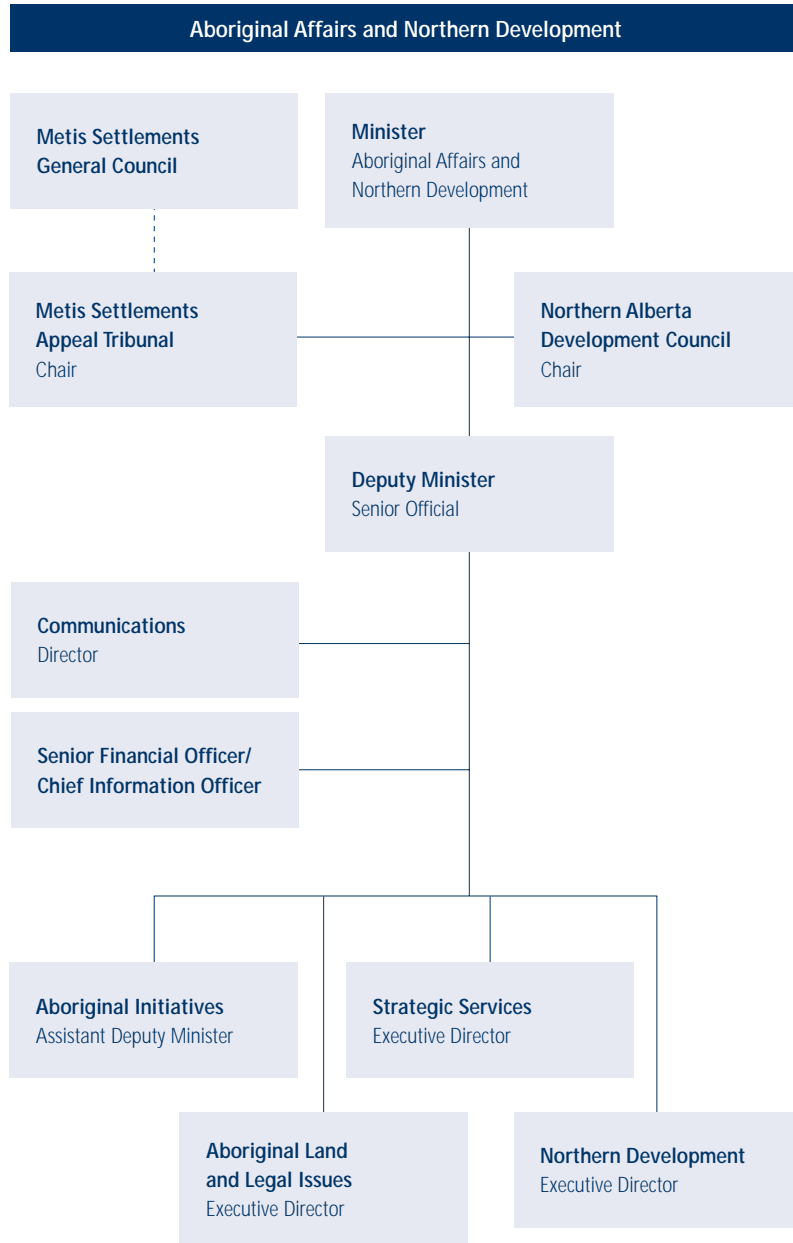 Aboriginal Affairs and Northern Development
Metis Settlements
General Council
Minister
Aboriginal Affairs and
Northern Development
Metis Settlements
Appeal Tribunal
Chair
Northern Alberta
Development Council
Chair
Deputy Minister
Senior Official
Communications
Director
Senior Financial Officer/
Chief Information Officer
Aboriginal Initiatives
Assistant Deputy Minister
Strategic Services
Executive Director
Aboriginal Land
and Legal Issues
Executive Director
Northern Development
Executive Director